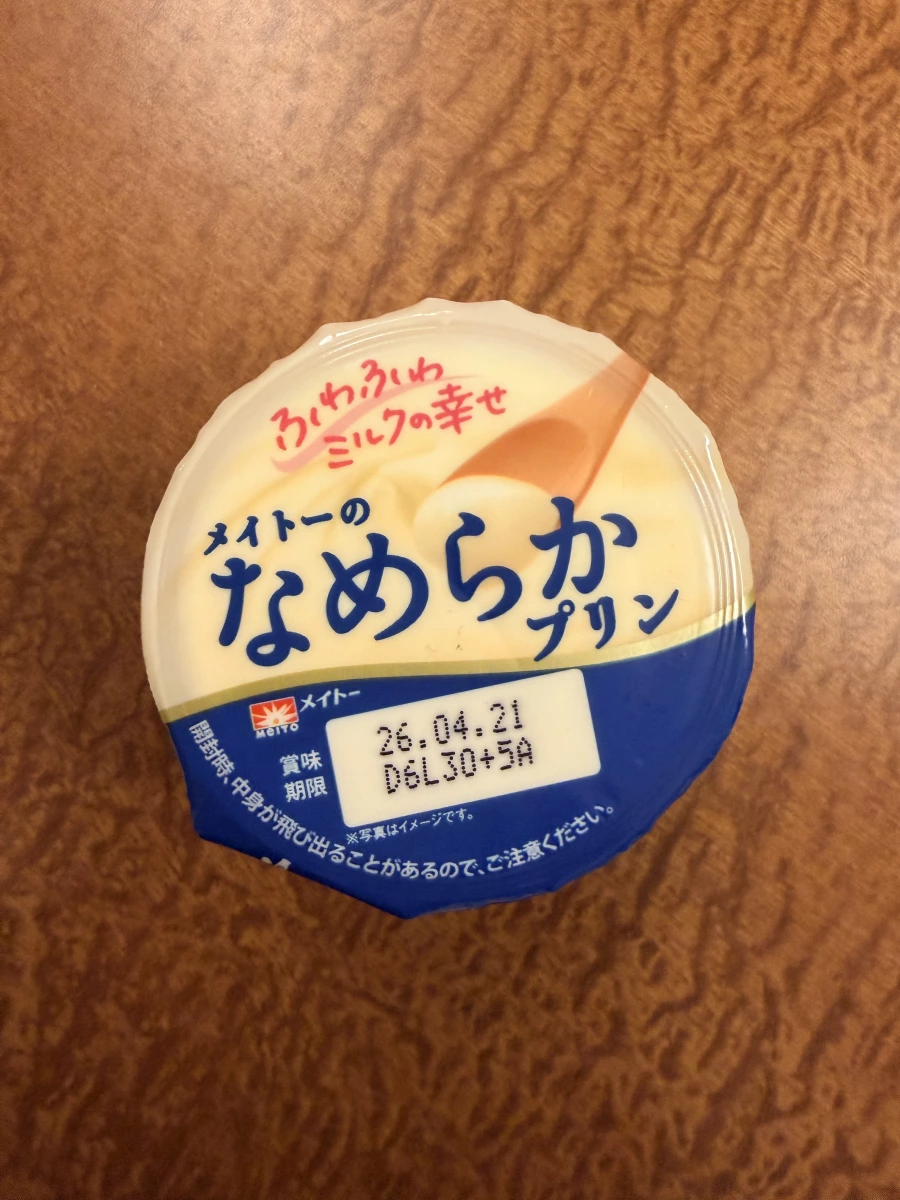 ふわふわ
ミルクの幸せ
メイトーの
なめらか
プリン
MEITO
メイトー
賞味
期限
26.04.21
D6L30+5A
※写真はイメージです。
開封時、中身が飛び出ることがあるので、ご注意ください。